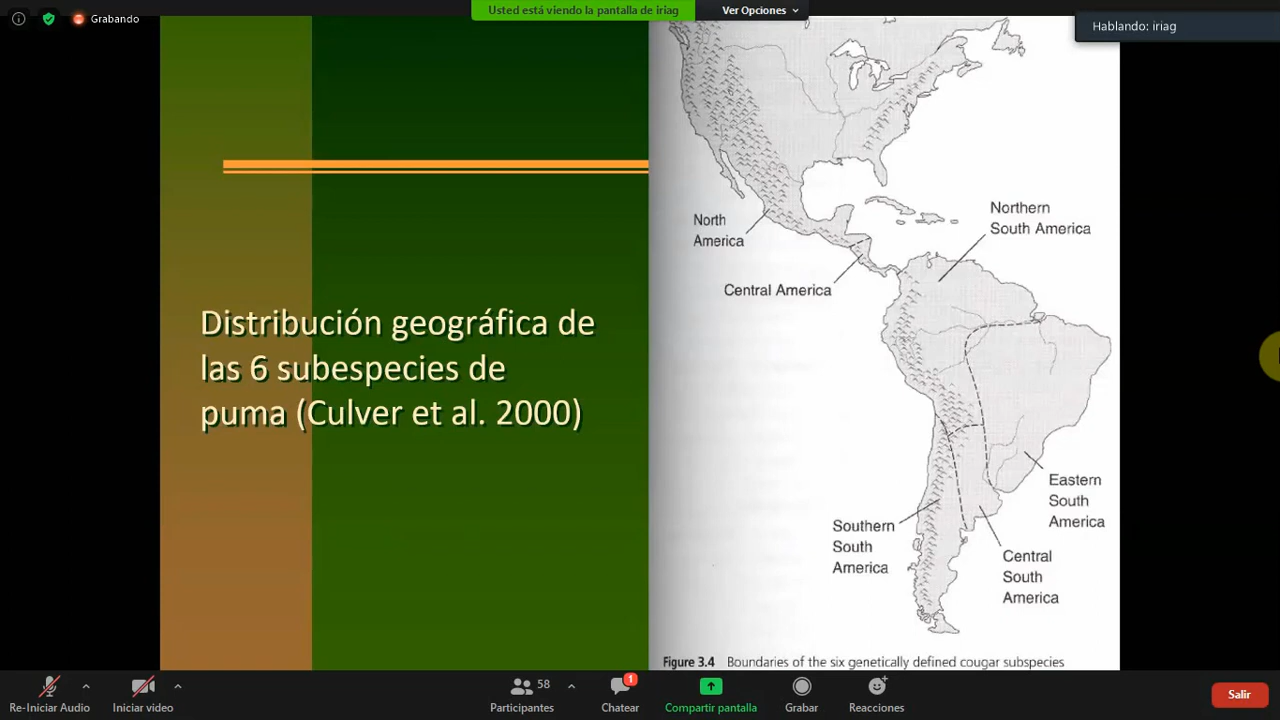 Grabando
Usted está viendo la pantalla de iriag
Ver Opciones
Hablando: iriag
Distribución geográfica de
las 6 subespecies de
puma (Culver et al. 2000)
North
America
Central America
Northern
South America
Southern
South
America
Eastern
South
America
Central
South
America
Figure 3.4 Boundaries of the six genetically defined cougar subspecies
Re-Iniciar Audio
Iniciar video
58
Participantes
1
Chatear
Compartir pantalla
Grabar
Reacciones
Salir